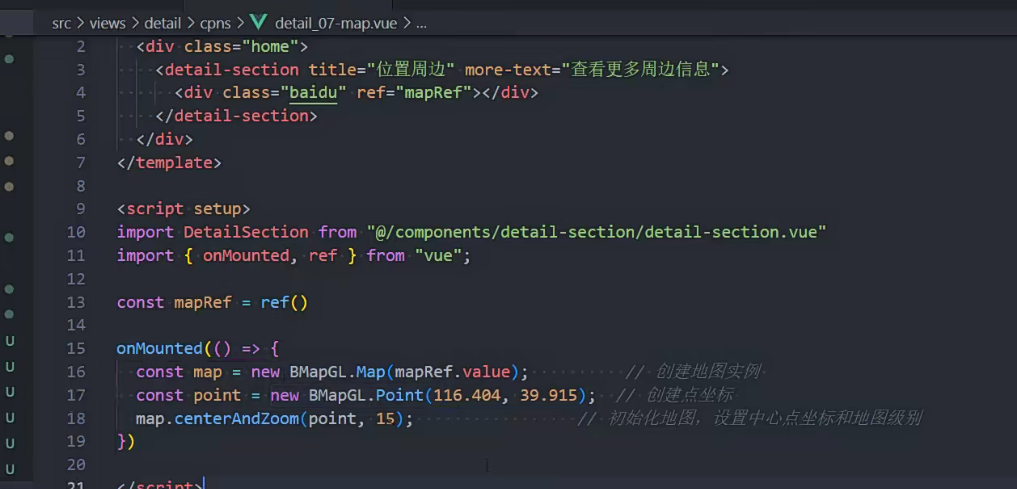 src > views > detail > cpns > detail_07-map.vue > ...
2 <div class="home">
3 <detail-section title="位置周边" more-text="查看更多周边信息">
4 <div class="baidu" ref="mapRef"></div>
5 </detail-section>
6 </div>
7 </template>
8
9 <script setup>
10 import DetailSection from "@/components/detail-section/detail-section.vue"
11 import { onMounted, ref } from "vue";
12
13 const mapRef = ref()
14
15 onMounted(() => {
16 const map = new BMapGL.Map(mapRef.value); // 创建地图实例
17 const point = new BMapGL.Point(116.404, 39.915); // 创建点坐标
18 map.centerAndZoom(point, 15); // 初始化地图，设置中心点坐标和地图级别
19 })
20
21 </script>
U
U
U
U
U
U